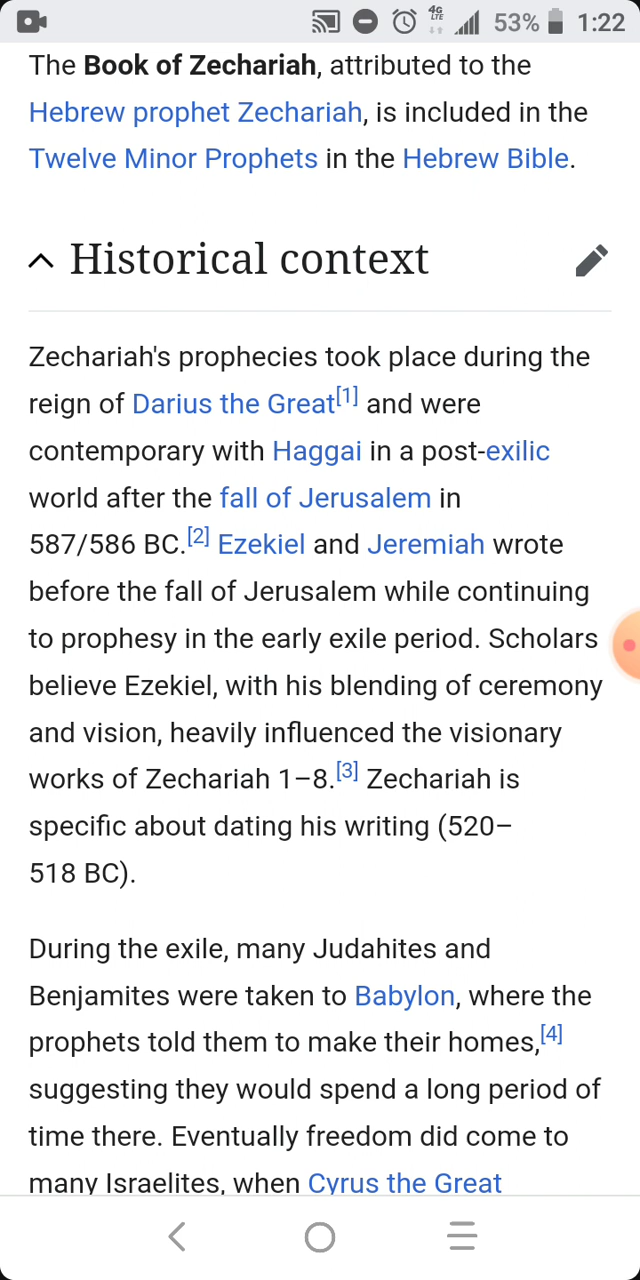 4G
LTE
53%
1:22
The Book of Zechariah, attributed to the
Hebrew prophet Zechariah, is included in the
Twelve Minor Prophets in the Hebrew Bible.
Historical context
Zechariah's prophecies took place during the
reign of Darius the Great[1] and were
contemporary with Haggai in a post-exilic
world after the fall of Jerusalem in
587/586 BC.[2] Ezekiel and Jeremiah wrote
before the fall of Jerusalem while continuing
to prophesy in the early exile period. Scholars
believe Ezekiel, with his blending of ceremony
and vision, heavily influenced the visionary
works of Zechariah 1–8.[3] Zechariah is
specific about dating his writing (520–
518 BC).
During the exile, many Judahites and
Benjamites were taken to Babylon, where the
prophets told them to make their homes,[4]
suggesting they would spend a long period of
time there. Eventually freedom did come to
many Israelites, when Cyrus the Great